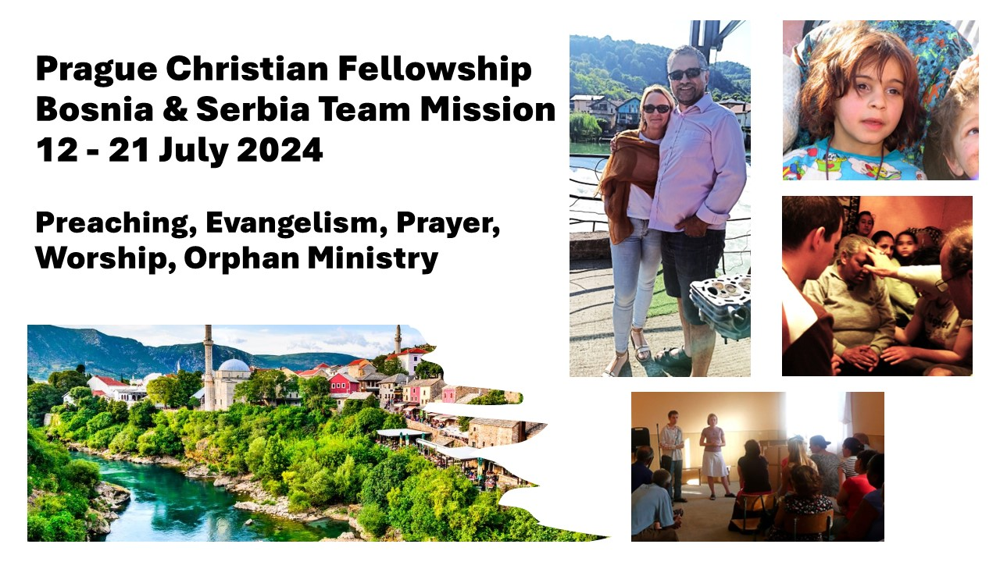 Prague Christian Fellowship
Bosnia & Serbia Team Mission
12 - 21 July 2024
Preaching, Evangelism, Prayer,
Worship, Orphan Ministry